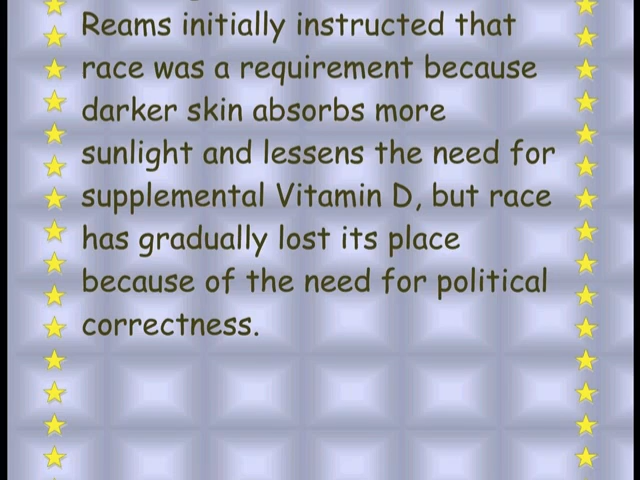 Reams initially instructed that
race was a requirement because
darker skin absorbs more
sunlight and lessens the need for
supplemental Vitamin D, but race
has gradually lost its place
because of the need for political
correctness.